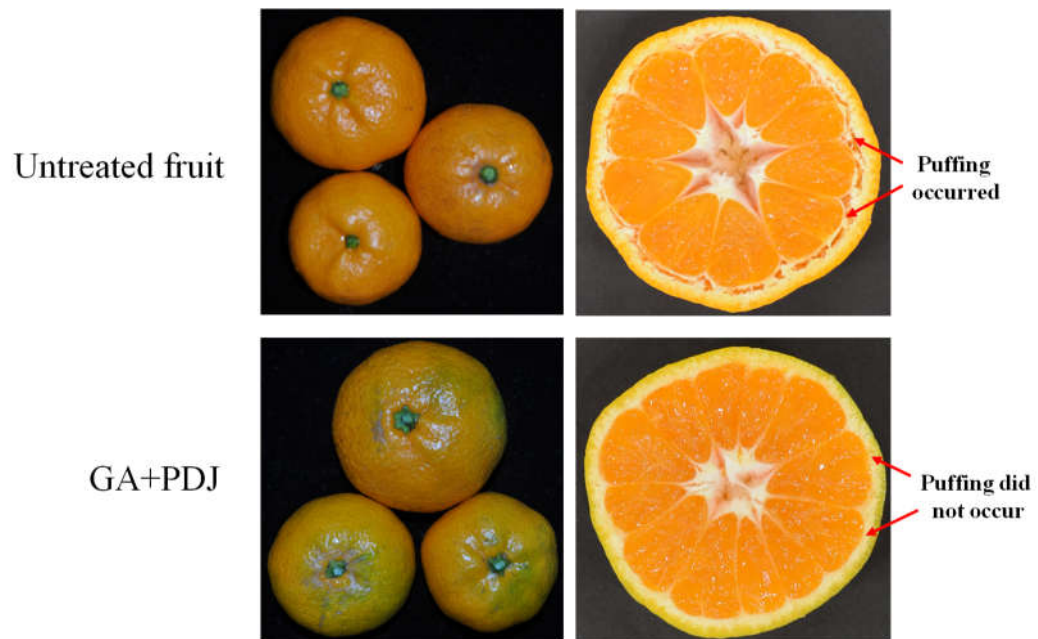 Untreated fruit
Puffing
occurred
GA+PDJ
Puffing did
not occur